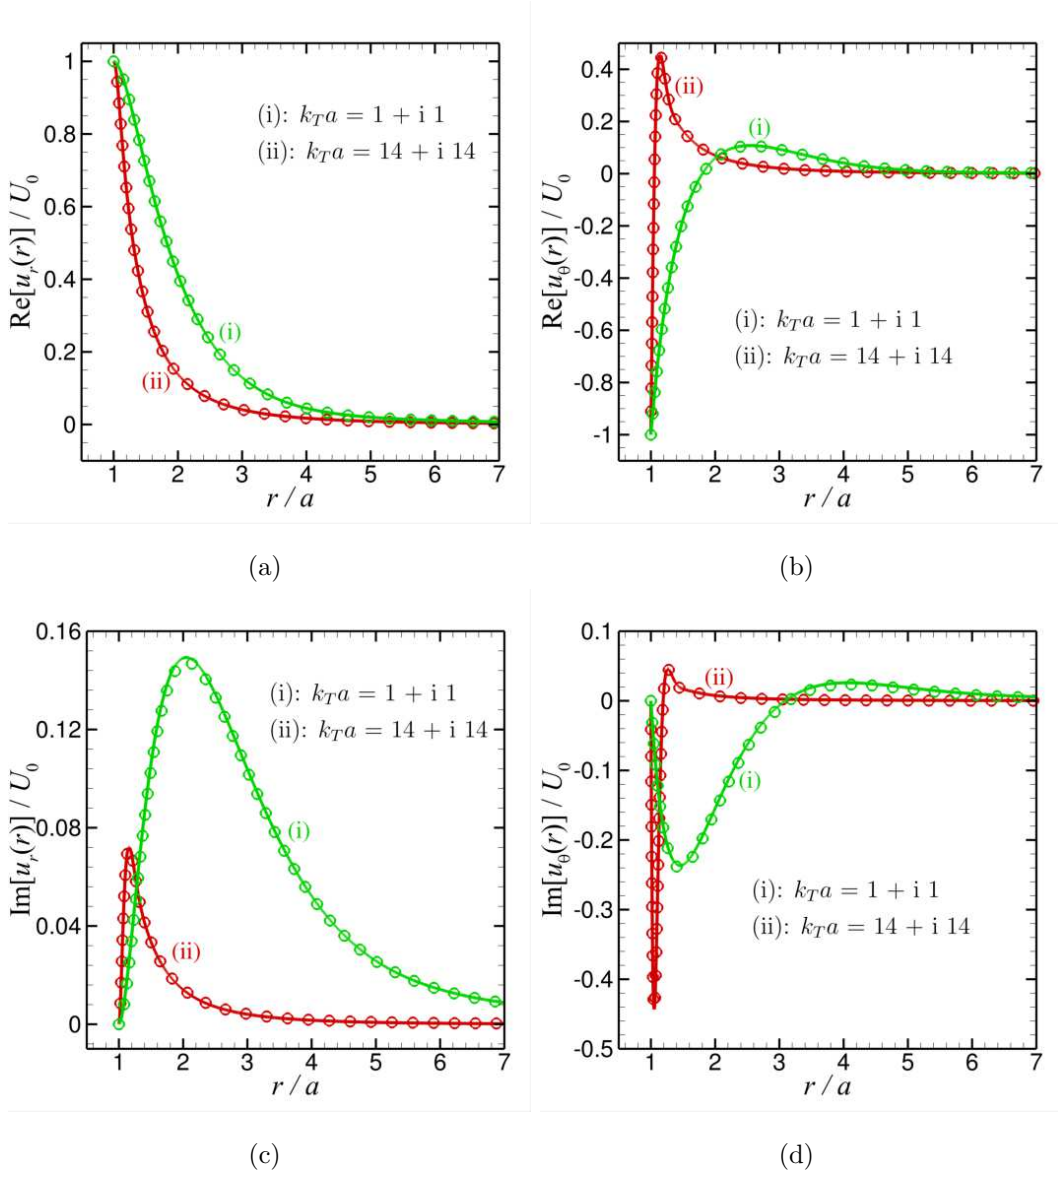 1
0.8
0.6
0.4
0.2
0
1 2 3 4 5 6 7
Re[u_r(r)] / U_0
r / a
(i): k_T a = 1 + i 1
(ii): k_T a = 14 + i 14
(i)
(ii)
(a)
0.4
0.2
0
-0.2
-0.4
-0.6
-0.8
-1
1 2 3 4 5 6 7
Re[u_θ(r)] / U_0
r / a
(ii)
(i)
(i): k_T a = 1 + i 1
(ii): k_T a = 14 + i 14
(b)
0.16
0.12
0.08
0.04
0
1 2 3 4 5 6 7
Im[u_r(r)] / U_0
r / a
(i): k_T a = 1 + i 1
(ii): k_T a = 14 + i 14
(i)
(ii)
(c)
0.1
0
-0.1
-0.2
-0.3
-0.4
-0.5
1 2 3 4 5 6 7
Im[u_θ(r)] / U_0
r / a
(ii)
(i)
(i): k_T a = 1 + i 1
(ii): k_T a = 14 + i 14
(d)